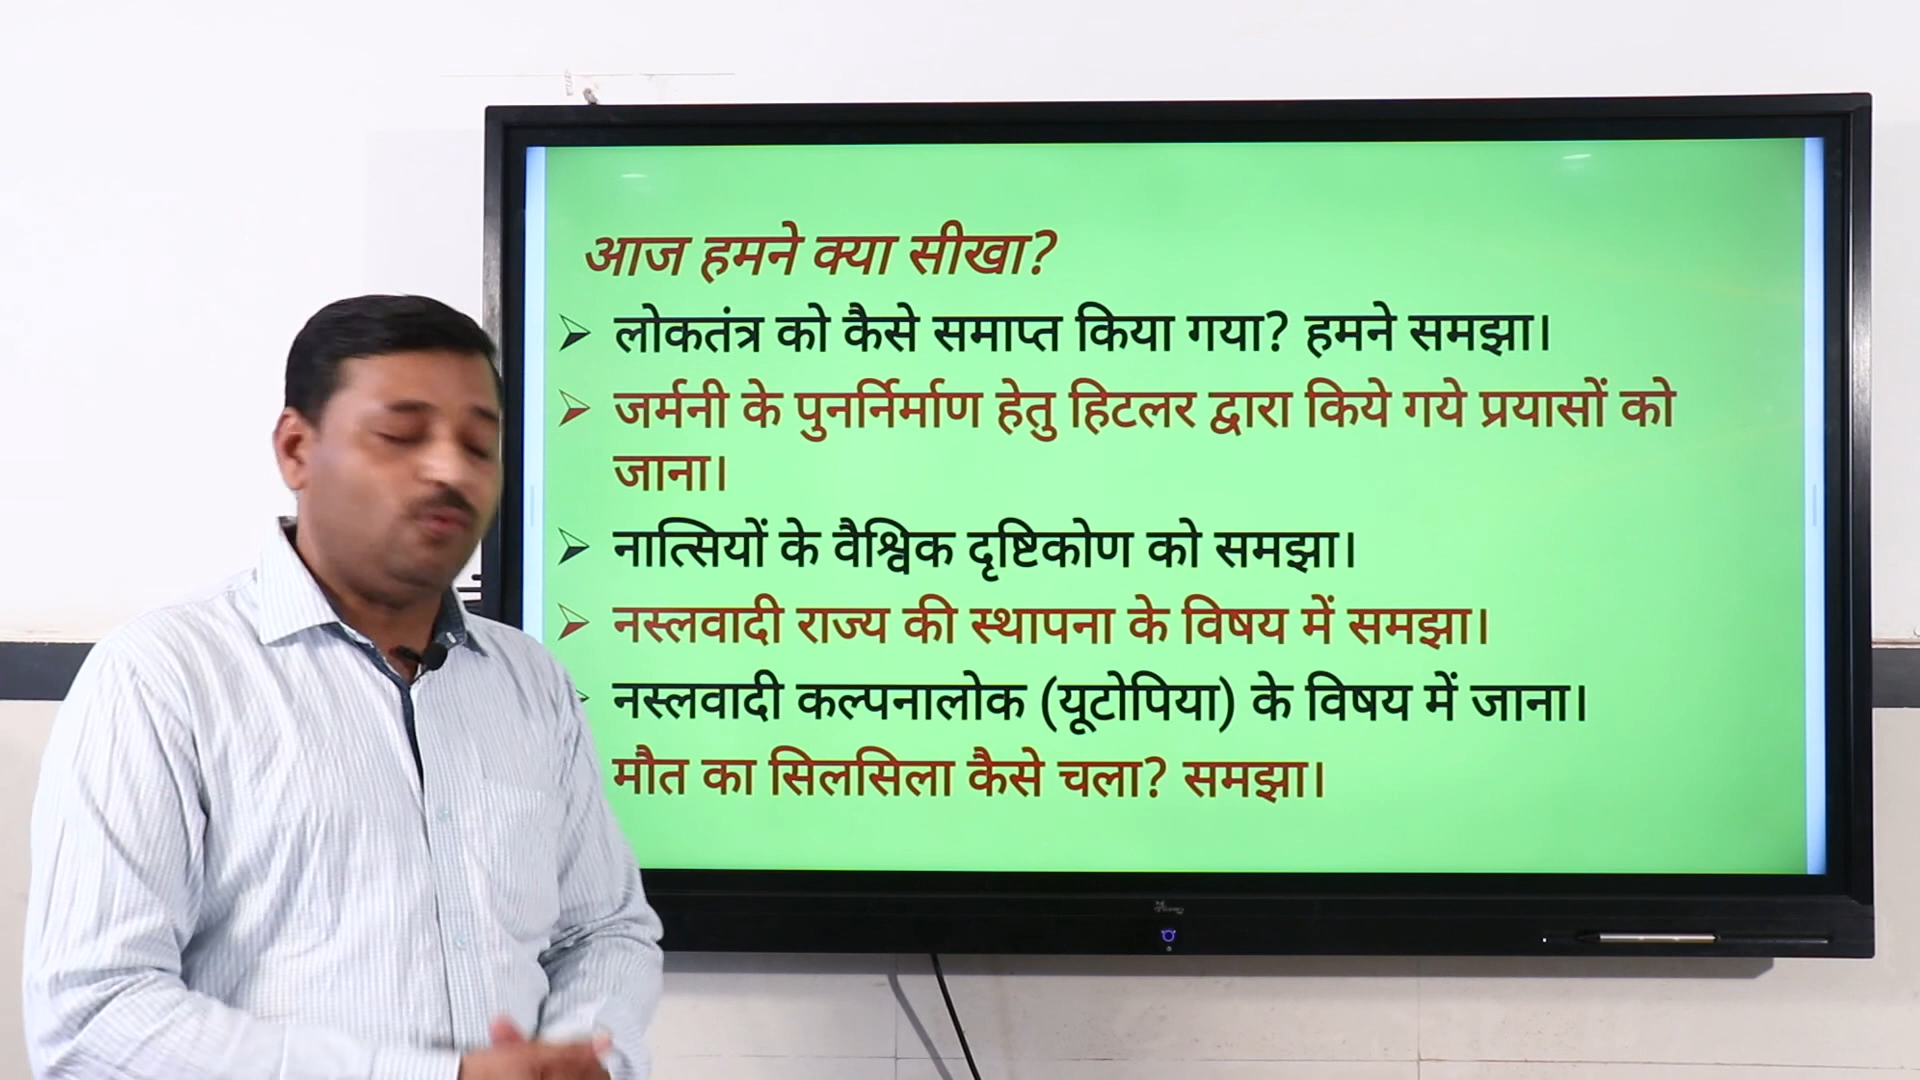 आज हमने क्या सीखा?
➢ लोकतंत्र को कैसे समाप्त किया गया? हमने समझा।
➢ जर्मनी के पुनर्निर्माण हेतु हिटलर द्वारा किये गये प्रयासों को
जाना।
➢ नात्सियों के वैश्विक दृष्टिकोण को समझा।
➢ नस्लवादी राज्य की स्थापना के विषय में समझा।
नस्लवादी कल्पनालोक (यूटोपिया) के विषय में जाना।
मौत का सिलसिला कैसे चला? समझा।